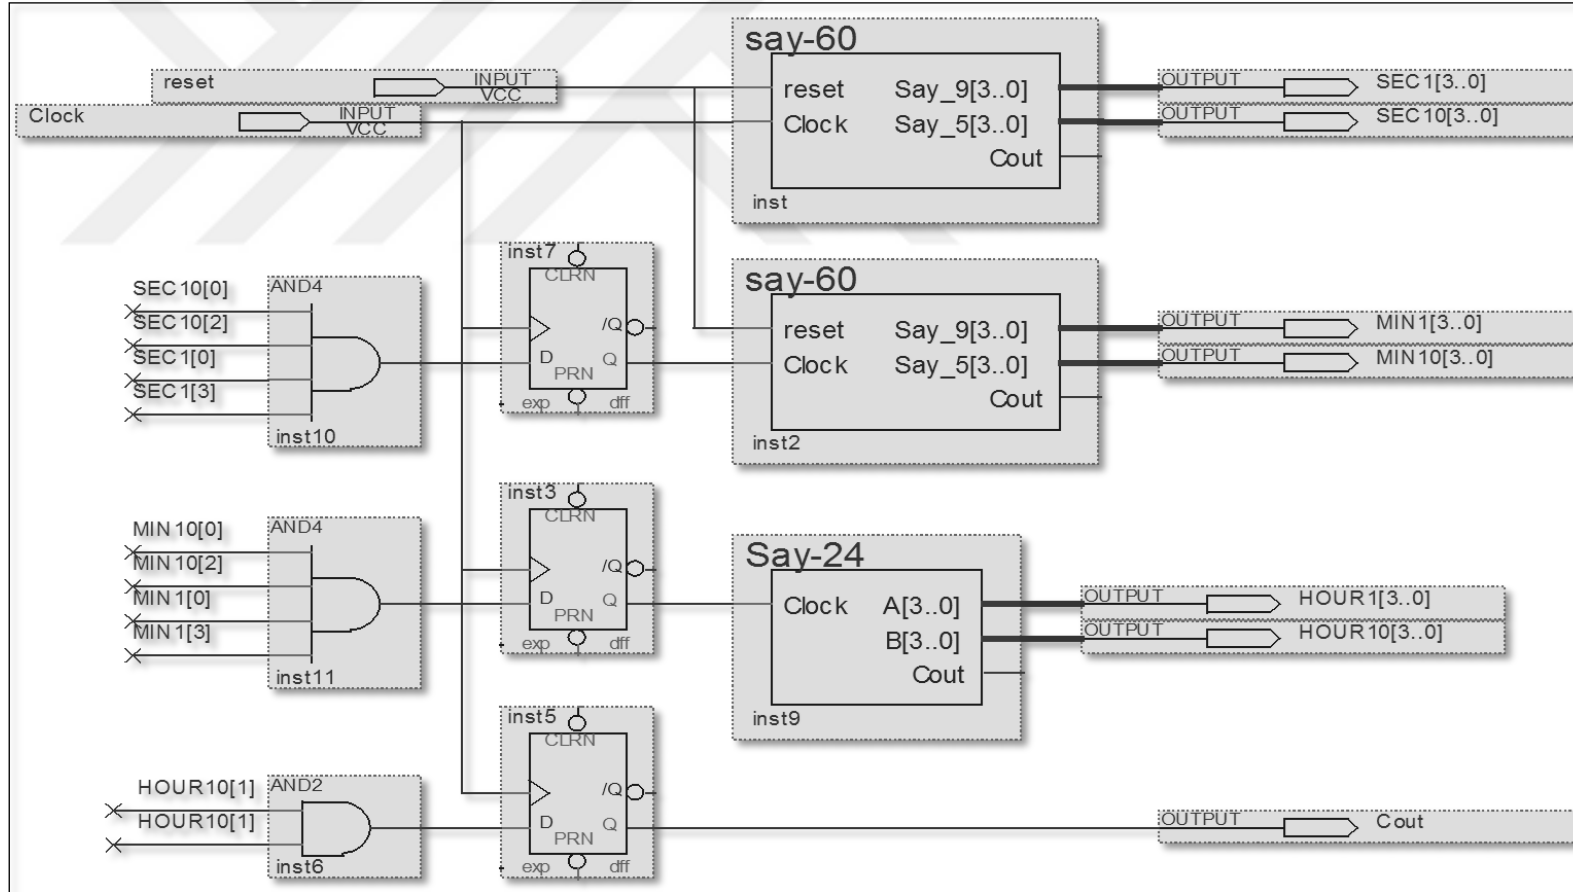 say-60
reset INPUT VCC
Clock INPUT VCC
reset Say_9[3..0]
Clock Say_5[3..0]
Cout
inst
OUTPUT SEC1[3..0]
OUTPUT SEC10[3..0]
SEC10[0]
SEC10[2]
SEC1[0]
SEC1[3]
AND4
inst10
inst7
CLRN
/Q
D Q
PRN
exp dff
say-60
reset Say_9[3..0]
Clock Say_5[3..0]
Cout
inst2
OUTPUT MIN1[3..0]
OUTPUT MIN10[3..0]
MIN10[0]
MIN10[2]
MIN1[0]
MIN1[3]
AND4
inst11
inst3
CLRN
/Q
D Q
PRN
exp dff
Say-24
Clock A[3..0]
B[3..0]
Cout
inst9
OUTPUT HOUR1[3..0]
OUTPUT HOUR10[3..0]
HOUR10[1]
HOUR10[1]
AND2
inst6
inst5
CLRN
/Q
D Q
PRN
exp dff
OUTPUT Cout